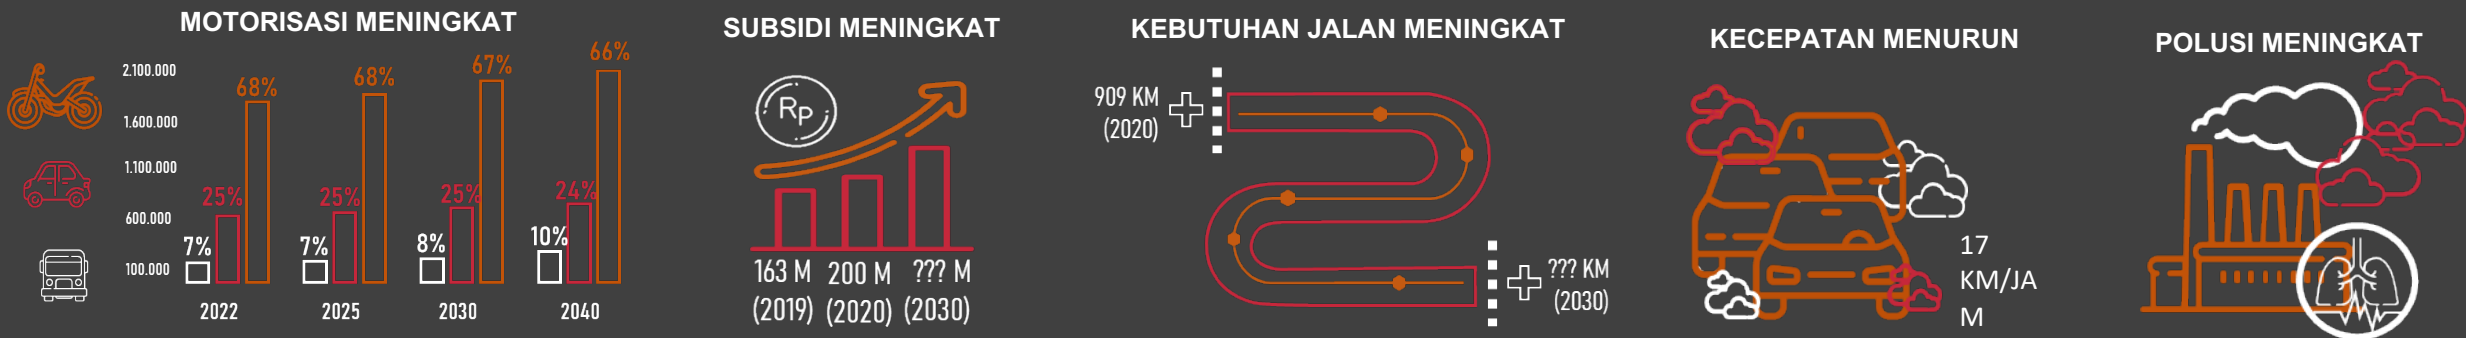 MOTORISASI MENINGKAT
2.100.000
1.600.000
1.100.000
600.000
100.000
7%
25%
68%
7%
25%
68%
8%
25%
67%
10%
24%
66%
2022
2025
2030
2040
SUBSIDI MENINGKAT
Rp
163 M
(2019)
200 M
(2020)
??? M
(2030)
KEBUTUHAN JALAN MENINGKAT
909 KM
(2020)
??? KM
(2030)
KECEPATAN MENURUN
17
KM/JA
M
POLUSI MENINGKAT